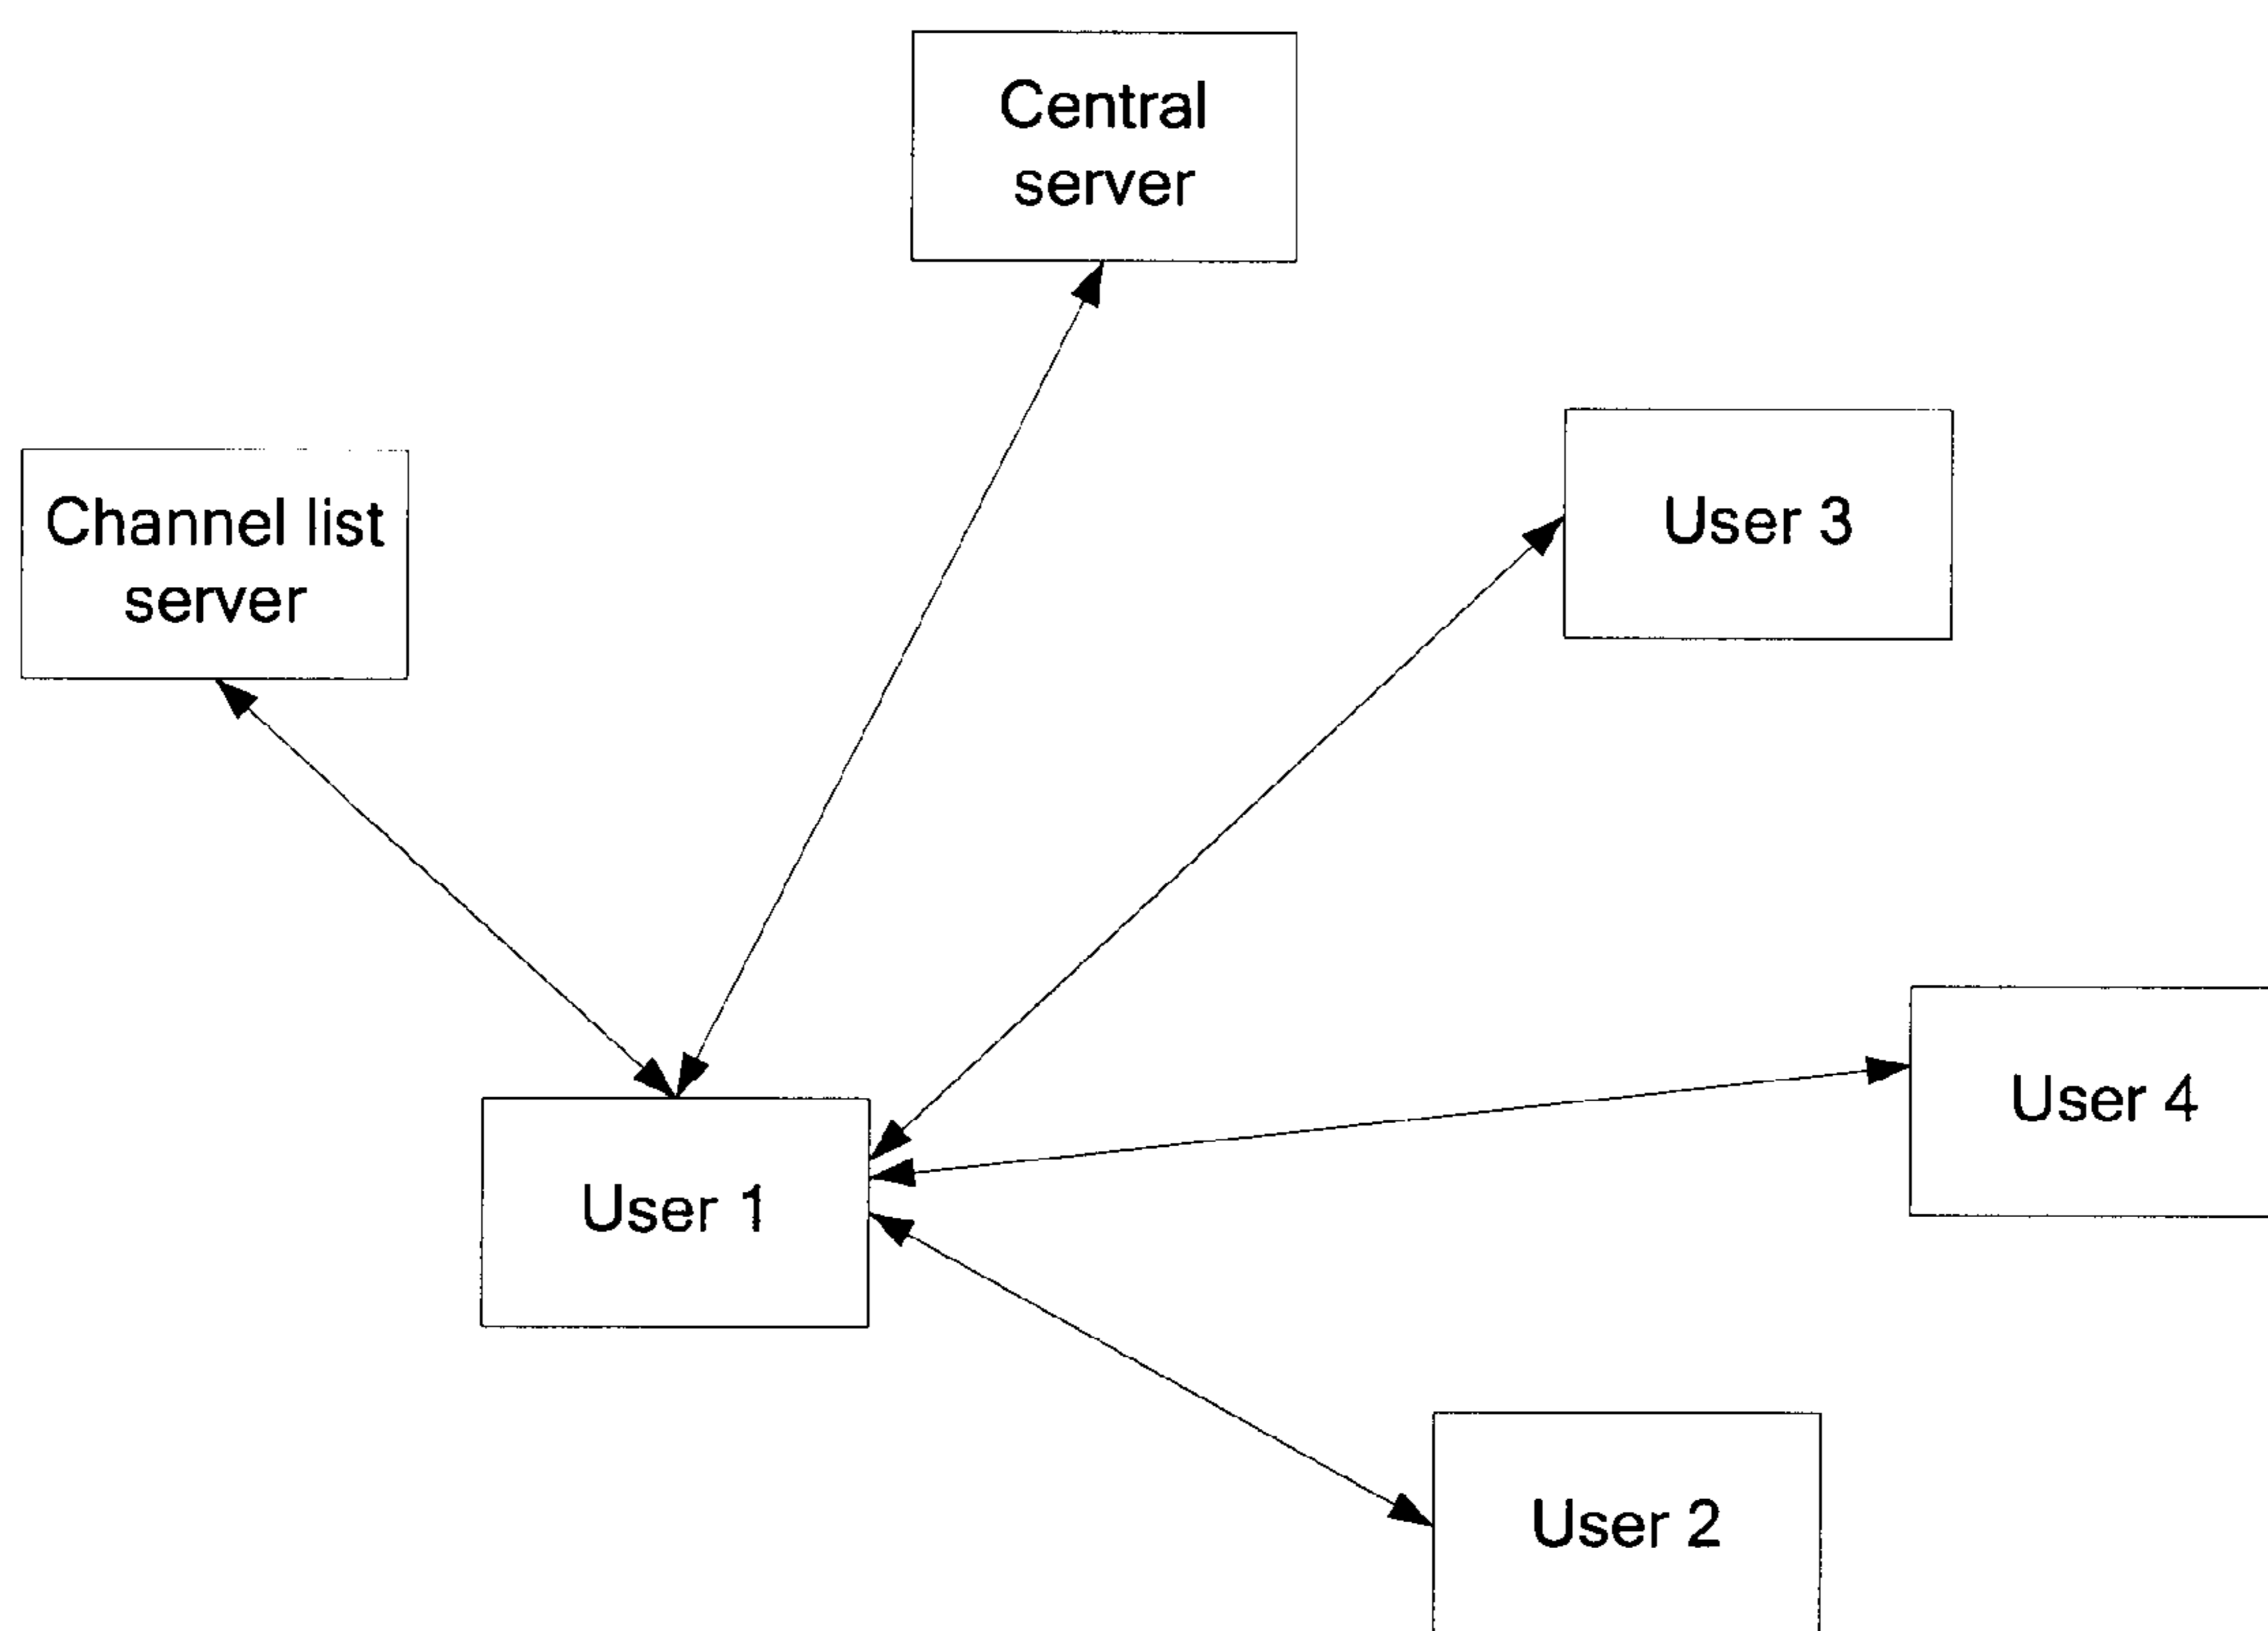 Central
server
Channel list
server
User 3
User 4
User 1
User 2